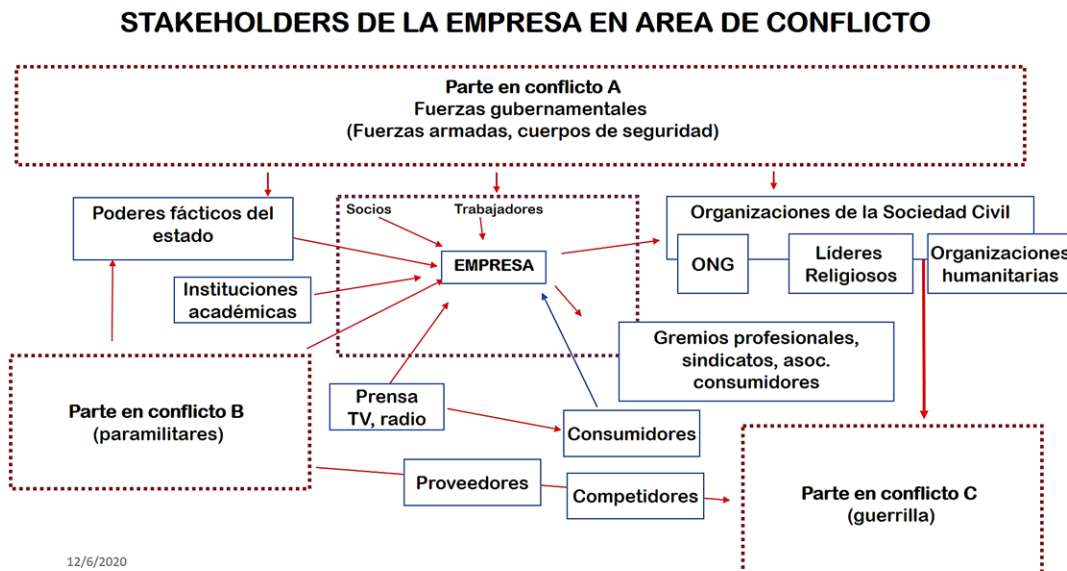 STAKEHOLDERS DE LA EMPRESA EN AREA DE CONFLICTO
Parte en conflicto A
Fuerzas gubernamentales
(Fuerzas armadas, cuerpos de seguridad)
Poderes fácticos del
estado
Socios
Trabajadores
EMPRESA
Organizaciones de la Sociedad Civil
ONG
Líderes
Religiosos
Organizaciones
humanitarias
Instituciones
académicas
Gremios profesionales,
sindicatos, asoc.
consumidores
Parte en conflicto B
(paramilitares)
Prensa
TV, radio
Consumidores
Proveedores
Competidores
Parte en conflicto C
(guerrilla)
12/6/2020